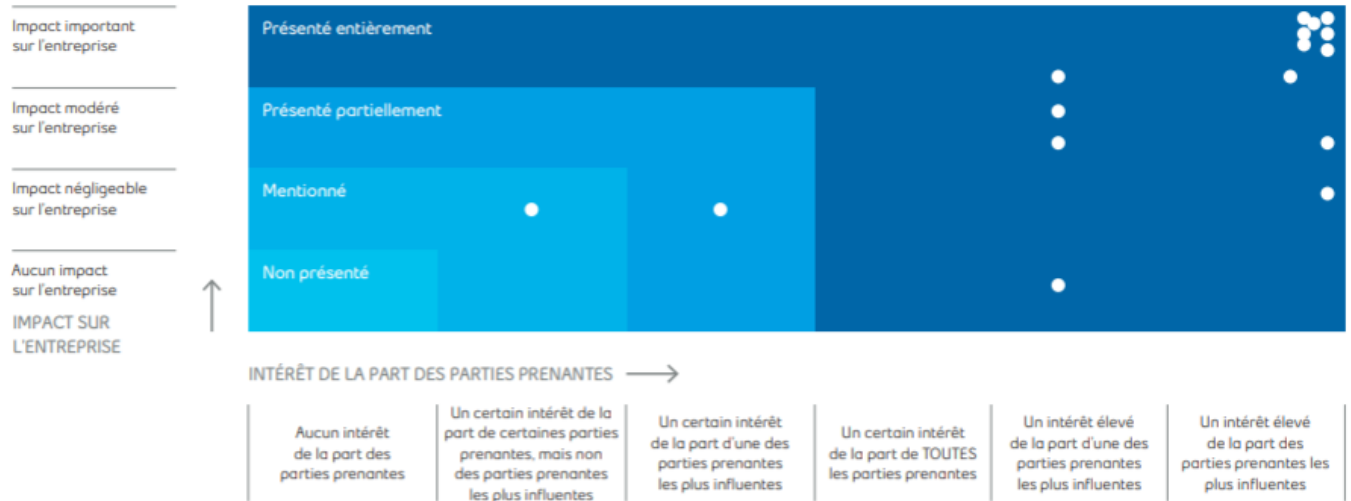 Impact important
sur l'entreprise
Présenté entièrement
Impact modéré
sur l'entreprise
Présenté partiellement
Impact négligeable
sur l'entreprise
Mentionné
Aucun impact
sur l'entreprise
Non présenté
IMPACT SUR
L'ENTREPRISE
INTÉRÊT DE LA PART DES PARTIES PRENANTES
Aucun intérêt
de la part des
parties prenantes
Un certain intérêt de la
part de certaines parties
prenantes, mais non
des parties prenantes
les plus influentes
Un certain intérêt
de la part d'une des
parties prenantes
les plus influentes
Un certain intérêt
de la part de TOUTES
les parties prenantes
Un intérêt élevé
de la part d'une des
parties prenantes
les plus influentes
Un intérêt élevé
de la part des
parties prenantes les
plus influentes